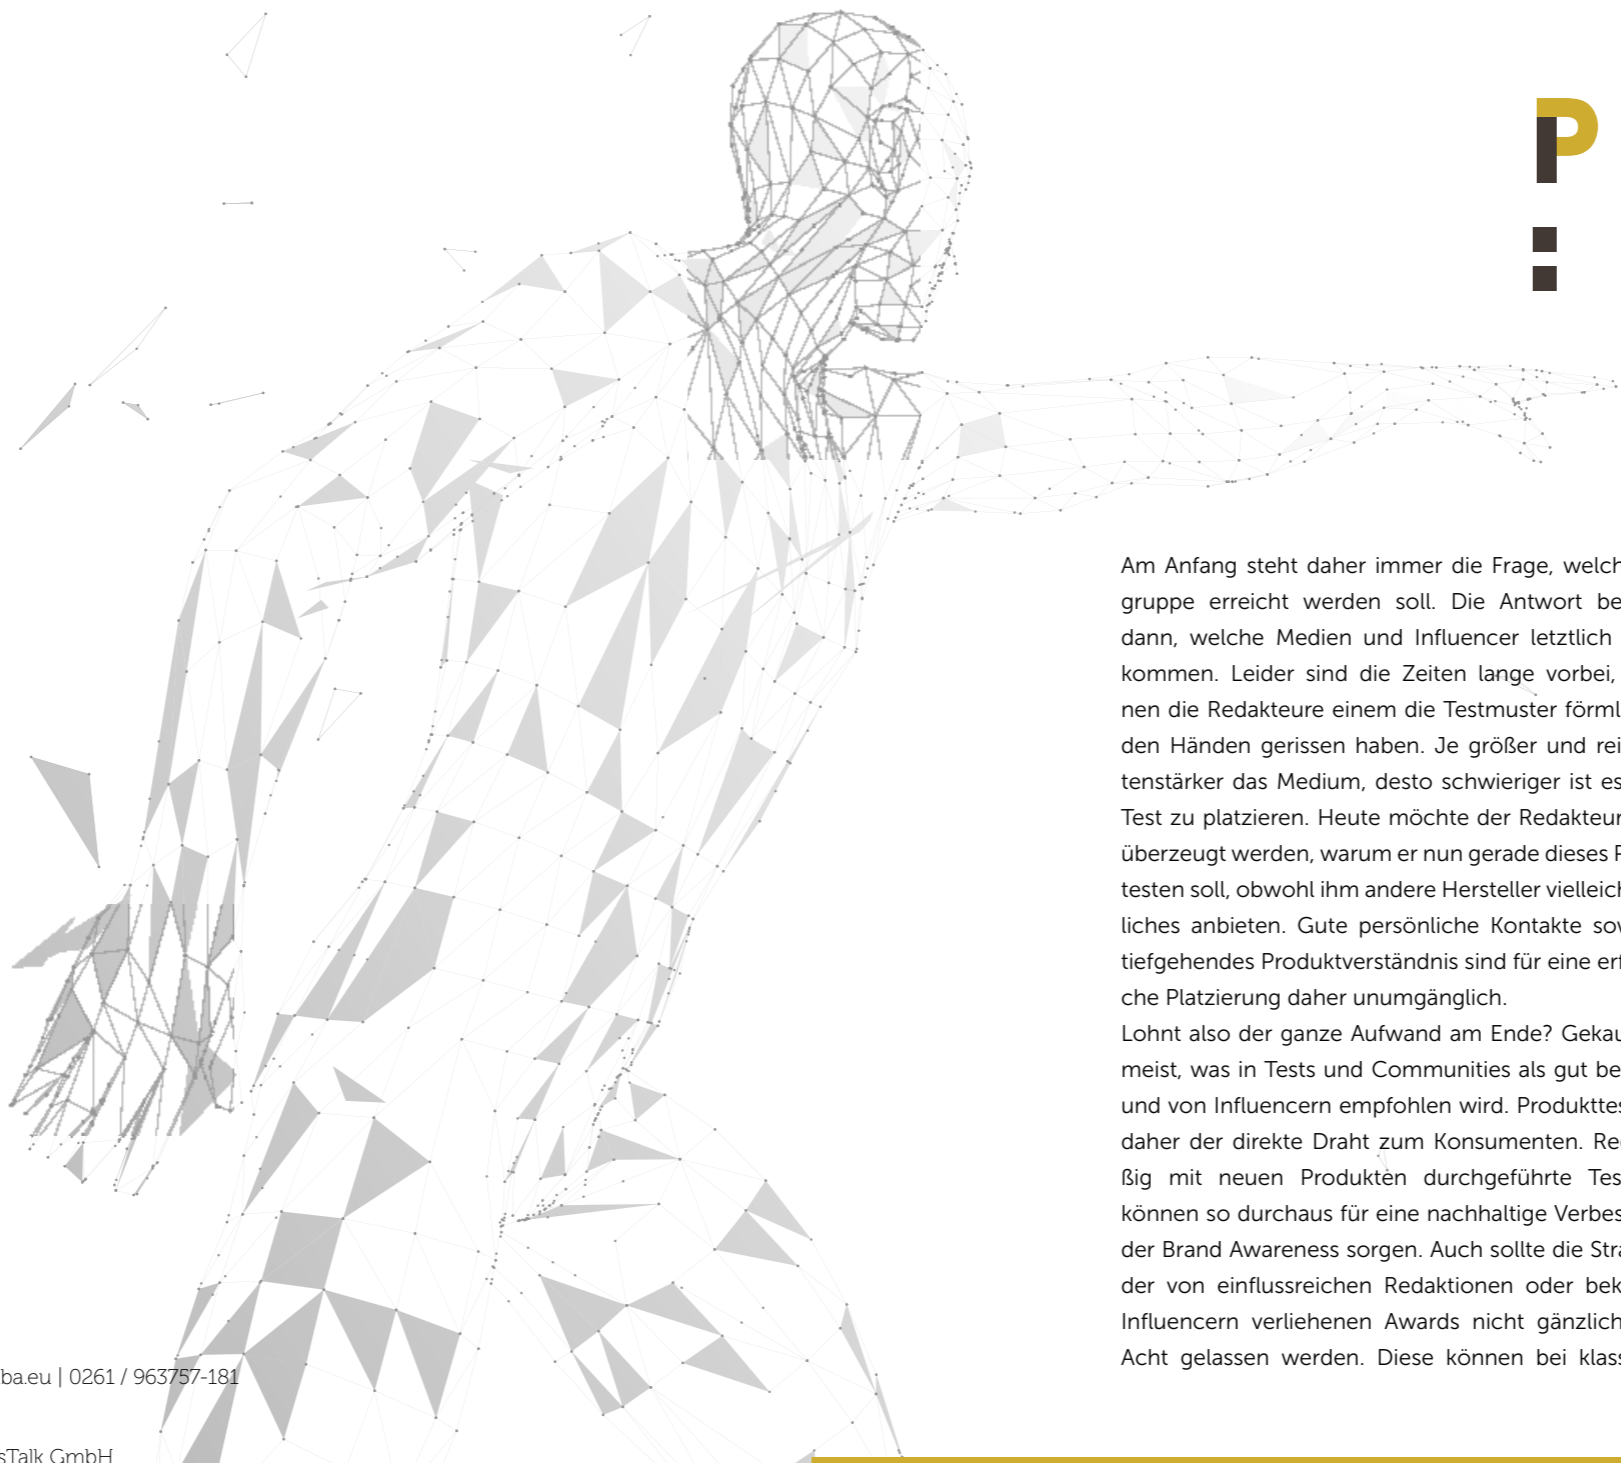 P
Am Anfang steht daher immer die Frage, welch
gruppe erreicht werden soll. Die Antwort be
dann, welche Medien und Influencer letztlich
kommen. Leider sind die Zeiten lange vorbei,
nen die Redakteure einem die Testmuster förml
den Händen gerissen haben. Je größer und rei
tenstärker das Medium, desto schwieriger ist es
Test zu platzieren. Heute möchte der Redakteur
überzeugt werden, warum er nun gerade dieses P
testen soll, obwohl ihm andere Hersteller vielleich
liches anbieten. Gute persönliche Kontakte sov
tiefgehendes Produktverständnis sind für eine erf
che Platzierung daher unumgänglich.
Lohnt also der ganze Aufwand am Ende? Gekau
meist, was in Tests und Communities als gut be
und von Influencern empfohlen wird. Produkttes
daher der direkte Draht zum Konsumenten. Re
ßig mit neuen Produkten durchgeführte Tes
können so durchaus für eine nachhaltige Verbes
der Brand Awareness sorgen. Auch sollte die Stra
der von einflussreichen Redaktionen oder bek
Influencern verliehenen Awards nicht gänzlich
Acht gelassen werden. Diese können bei klass
ba.eu | 0261 / 963757-181
sTalk GmbH